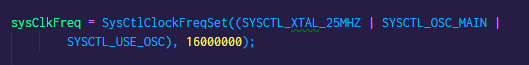 sysClkFreq = SysCtlClockFreqSet((SYSCTL_XTAL_25MHZ | SYSCTL_OSC_MAIN |
SYSCTL_USE_OSC), 16000000);